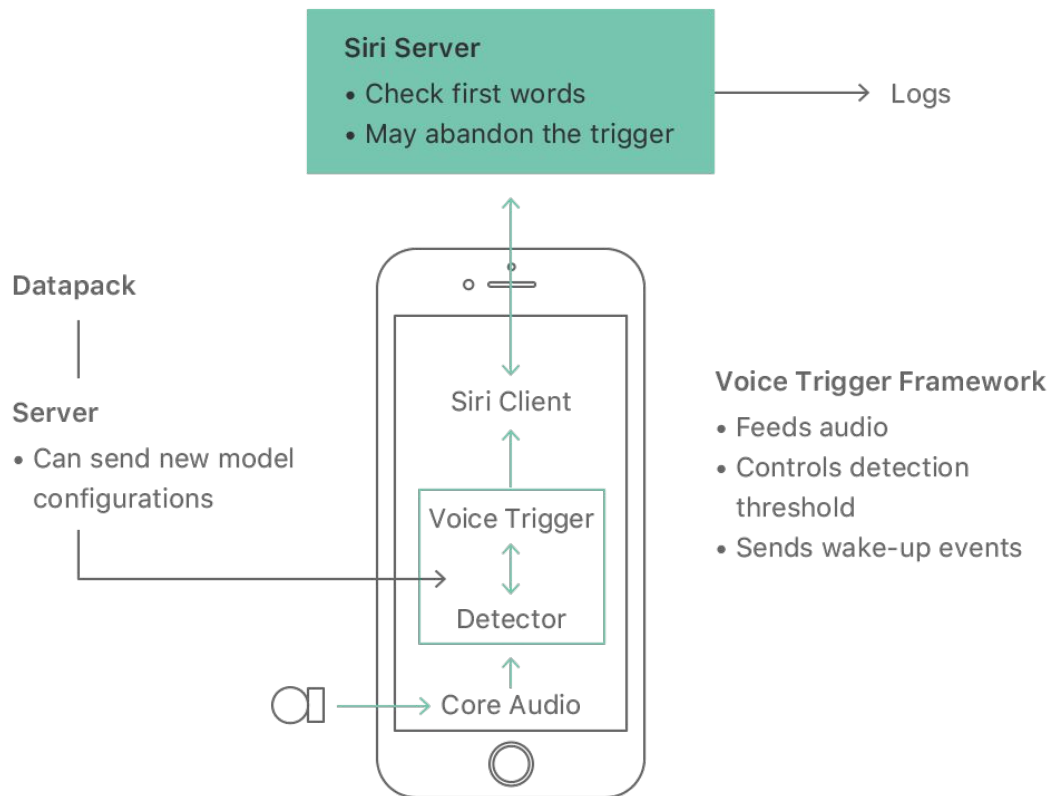 Siri Server
• Check first words
• May abandon the trigger
Logs
Datapack
Server
• Can send new model
configurations
Siri Client
Voice Trigger
Detector
Core Audio
Voice Trigger Framework
• Feeds audio
• Controls detection
threshold
• Sends wake-up events